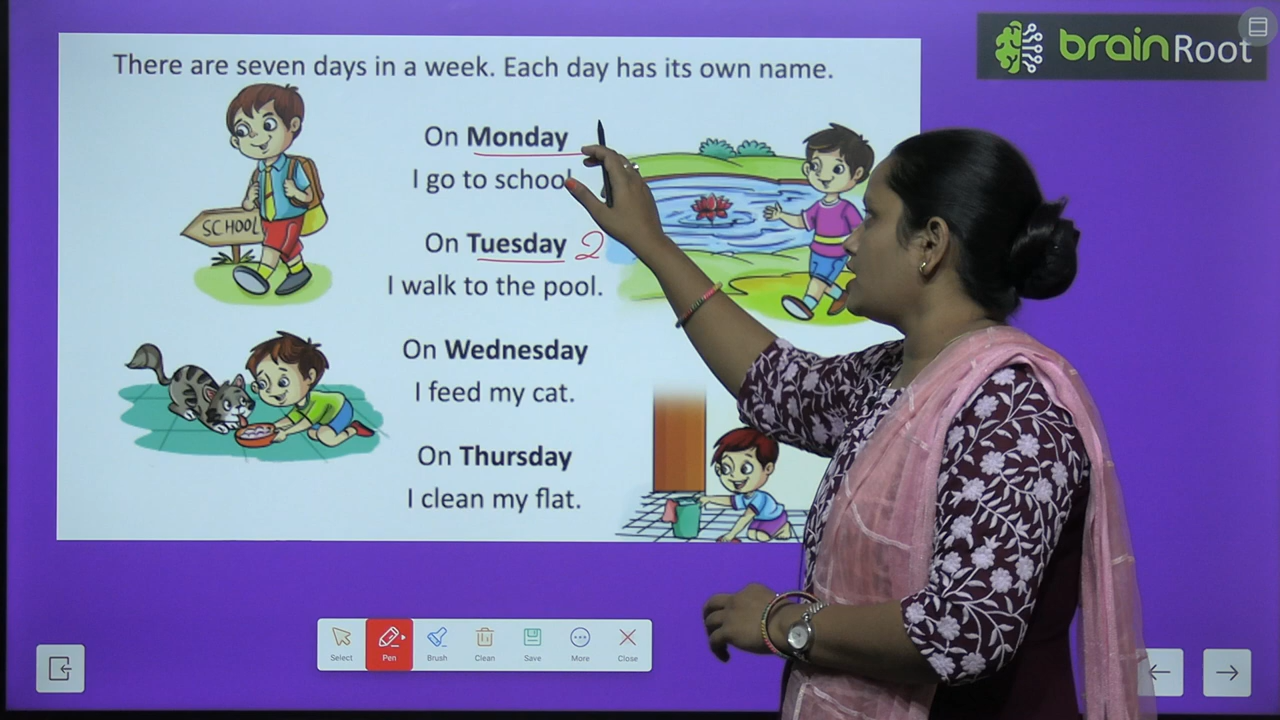 brainRoot
There are seven days in a week. Each day has its own name.
On Monday
I go to school
SCHOOL
On Tuesday 2
I walk to the pool.
On Wednesday
I feed my cat.
On Thursday
I clean my flat.
Select Pen Brush Clean Save More Close